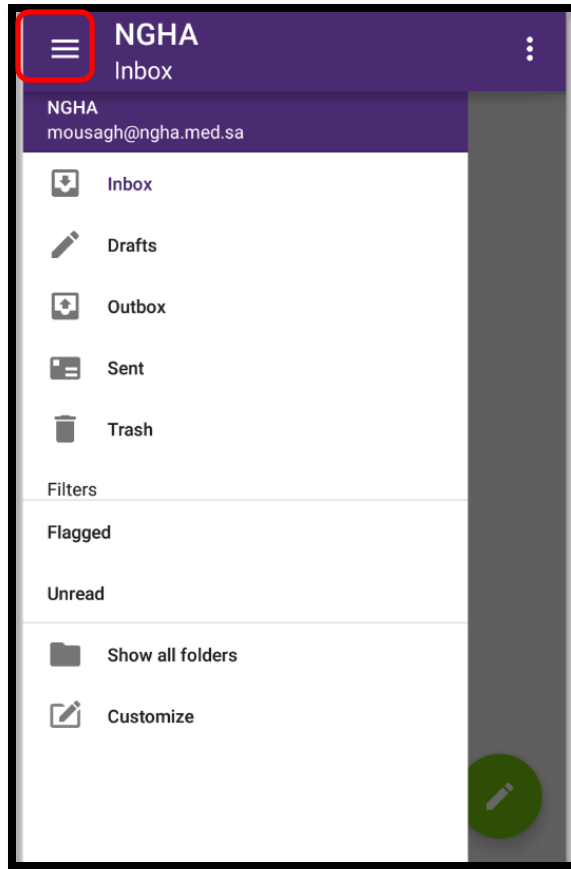 NGHA
Inbox
NGHA
mousagh@ngha.med.sa
Inbox
Drafts
Outbox
Sent
Trash
Filters
Flagged
Unread
Show all folders
Customize